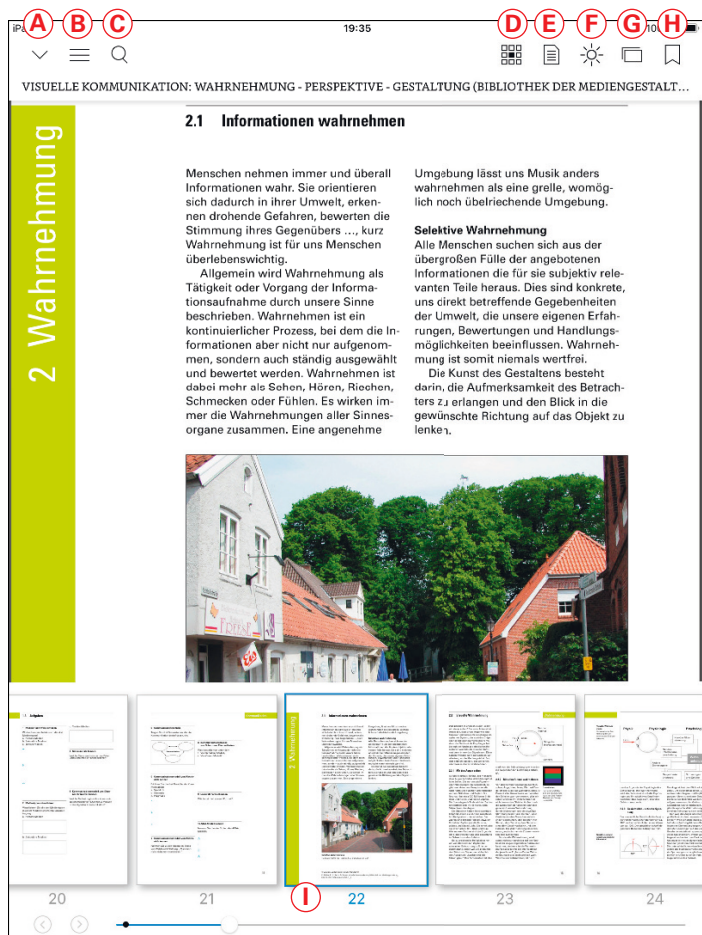 A B C D E F G H
iPa
19:35
VISUELLE KOMMUNIKATION: WAHRNEHMUNG - PERSPEKTIVE - GESTALTUNG (BIBLIOTHEK DER MEDIENGESTALT...
2 Wahrnehmung
2.1 Informationen wahrnehmen
Menschen nehmen immer und überall
Informationen wahr. Sie orientieren
sich dadurch in ihrer Umwelt, erken-
nen drohende Gefahren, bewerten die
Stimmung ihres Gegenübers ..., kurz
Wahrnehmung ist für uns Menschen
überlebenswichtig.
Allgemein wird Wahrnehmung als
Tätigkeit oder Vorgang der Informa-
tionsaufnahme durch unsere Sinne
beschrieben. Wahrnehmen ist ein
kontinuierlicher Prozess, bei dem die In-
formationen aber nicht nur aufgenom-
men, sondern auch ständig ausgewählt
und bewertet werden. Wahrnehmen ist
dabei mehr als Sehen, Hören, Riechen,
Schmecken oder Fühlen. Es wirken im-
mer die Wahrnehmungen aller Sinnes-
organe zusammen. Eine angenehme
Umgebung lässt uns Musik anders
wahrnehmen als eine grelle, womög-
lich noch übelriechende Umgebung.
Selektive Wahrnehmung
Alle Menschen suchen sich aus der
übergroßen Fülle der angebotenen
Informationen die für sie subjektiv rele-
vanten Teile heraus. Dies sind konkrete,
uns direkt betreffende Gegebenheiten
der Umwelt, die unsere eigenen Erfah-
rungen, Bewertungen und Handlungs-
möglichkeiten beeinflussen. Wahrneh-
mung ist somit niemals wertfrei.
Die Kunst des Gestaltens besteht
darin, die Aufmerksamkeit des Betrach-
ters zu erlangen und den Blick in die
gewünschte Richtung auf das Objekt zu
lenken.
FRIESE
Eis
2 Wahrnehmung
I
20 21 22 23 24